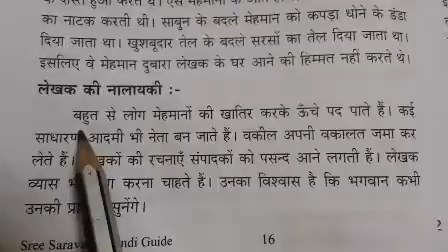 का नाटक करती थी। साबुन के बदले मेहमान को कपड़ा धोने के डंडा
दिया जाता था। खुशबूदार तेल के बदले सरसों का तेल दिया जाता था।
इसलिए वे मेहमान दुबारा लेखक के घर आने की हिम्मत नहीं करते थे।
लेखक की नालायकी :-
बहुत से लोग मेहमानों की खातिर करके ऊँचे पद पाते हैं। कई
साधारण आदमी भी नेता बन जाते हैं। वकील अपनी वकालत जमा कर
लेते हैं। की रचनाएँ संपादकों को पसन्द आने लगती हैं। लेखक
व्यास करना चाहते हैं। उनका विश्वास है कि भगवान कभी
उनकी सुनेंगे।
Sree Guide 16